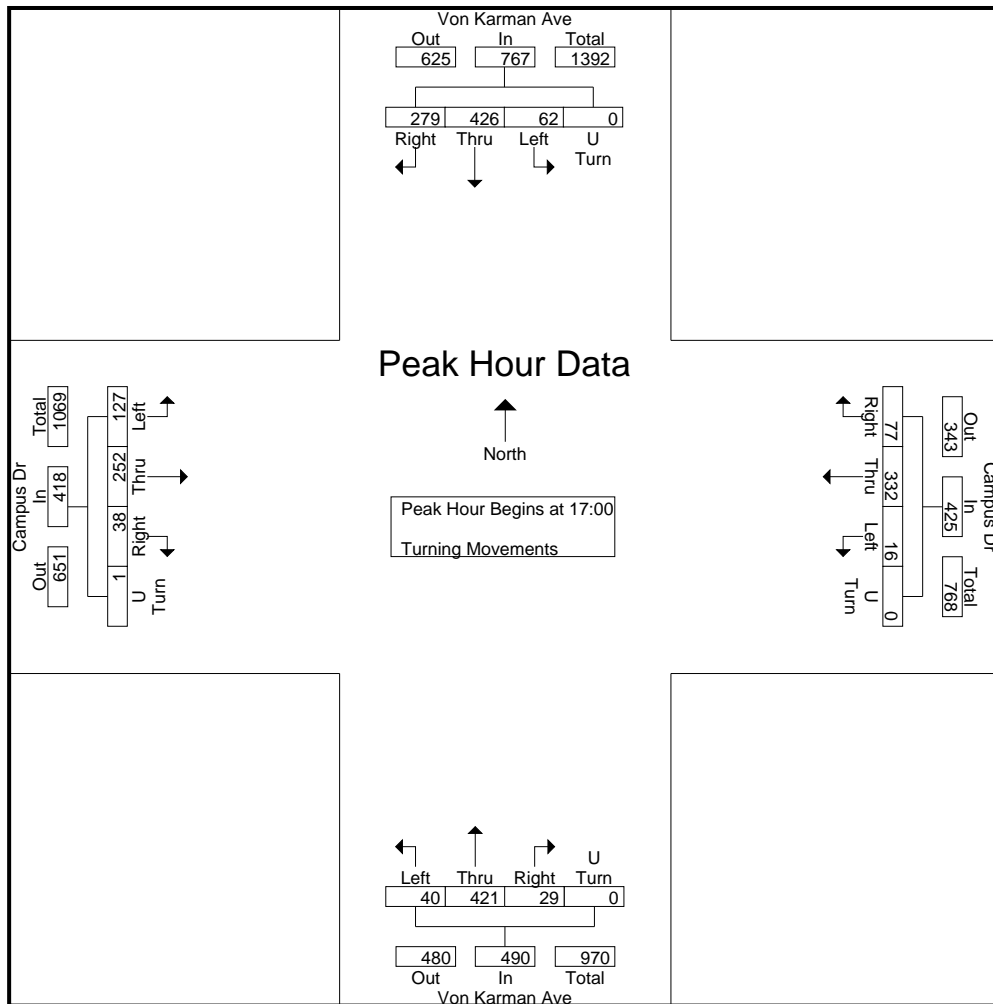 Von Karman Ave
Out In Total
625 767 1392
279 426 62 0
Right Thru Left U
Turn
Peak Hour Data
North
Peak Hour Begins at 17:00
Turning Movements
Campus Dr
Total In Out
1069 418 651
127 252 38 1
Left Thru Right U
Turn
Campus Dr
Out In Total
343 425 768
77 332 16 0
Right Thru Left U
Turn
U
Left Thru Right Turn
40 421 29 0
480 490 970
Out In Total
Von Karman Ave